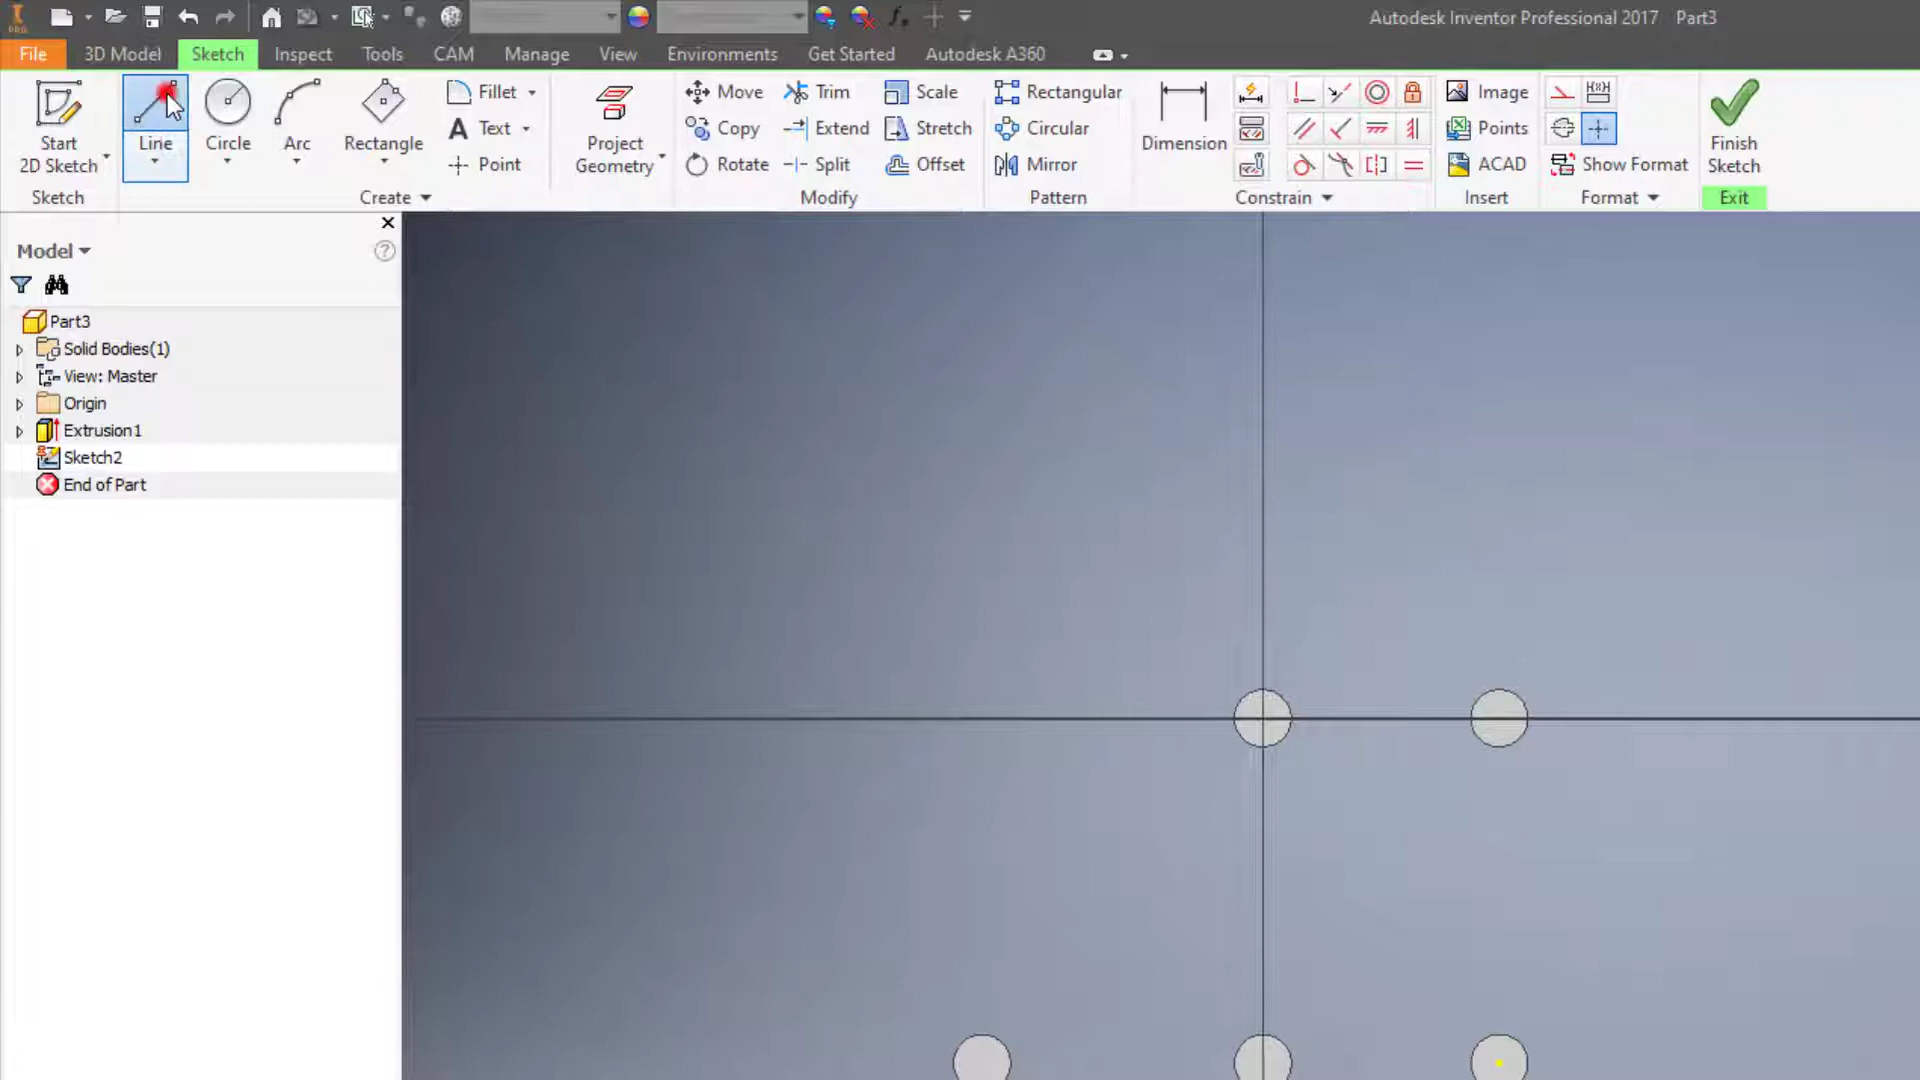 Autodesk Inventor Professional 2017 Part3
PRO
File 3D Model Sketch Inspect Tools CAM Manage View Environments Get Started Autodesk A360
Start
2D Sketch
Line
Circle
Arc
Rectangle
Fillet
Text
Point
Project
Geometry
Move
Copy
Rotate
Trim
Extend
Split
Scale
Stretch
Offset
Rectangular
Circular
Mirror
Dimension
Image
Points
ACAD
Show Format
Finish
Sketch
Sketch Create Modify Pattern Constrain Insert Format Exit
Model
Part3
Solid Bodies(1)
View: Master
Origin
Extrusion1
Sketch2
End of Part